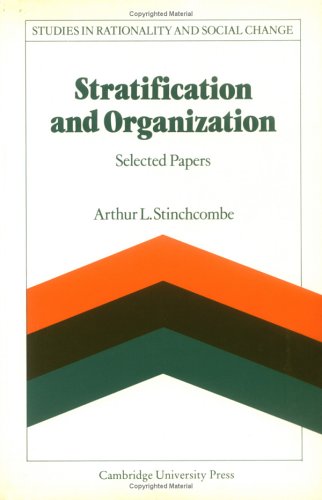 STUDIES IN RATIONALITY AND SOCIAL CHANGE
Stratification
and Organization
Selected Papers
Arthur L. Stinchcombe
Cambridge University Press
Copyrighted Material
Copyrighted Material